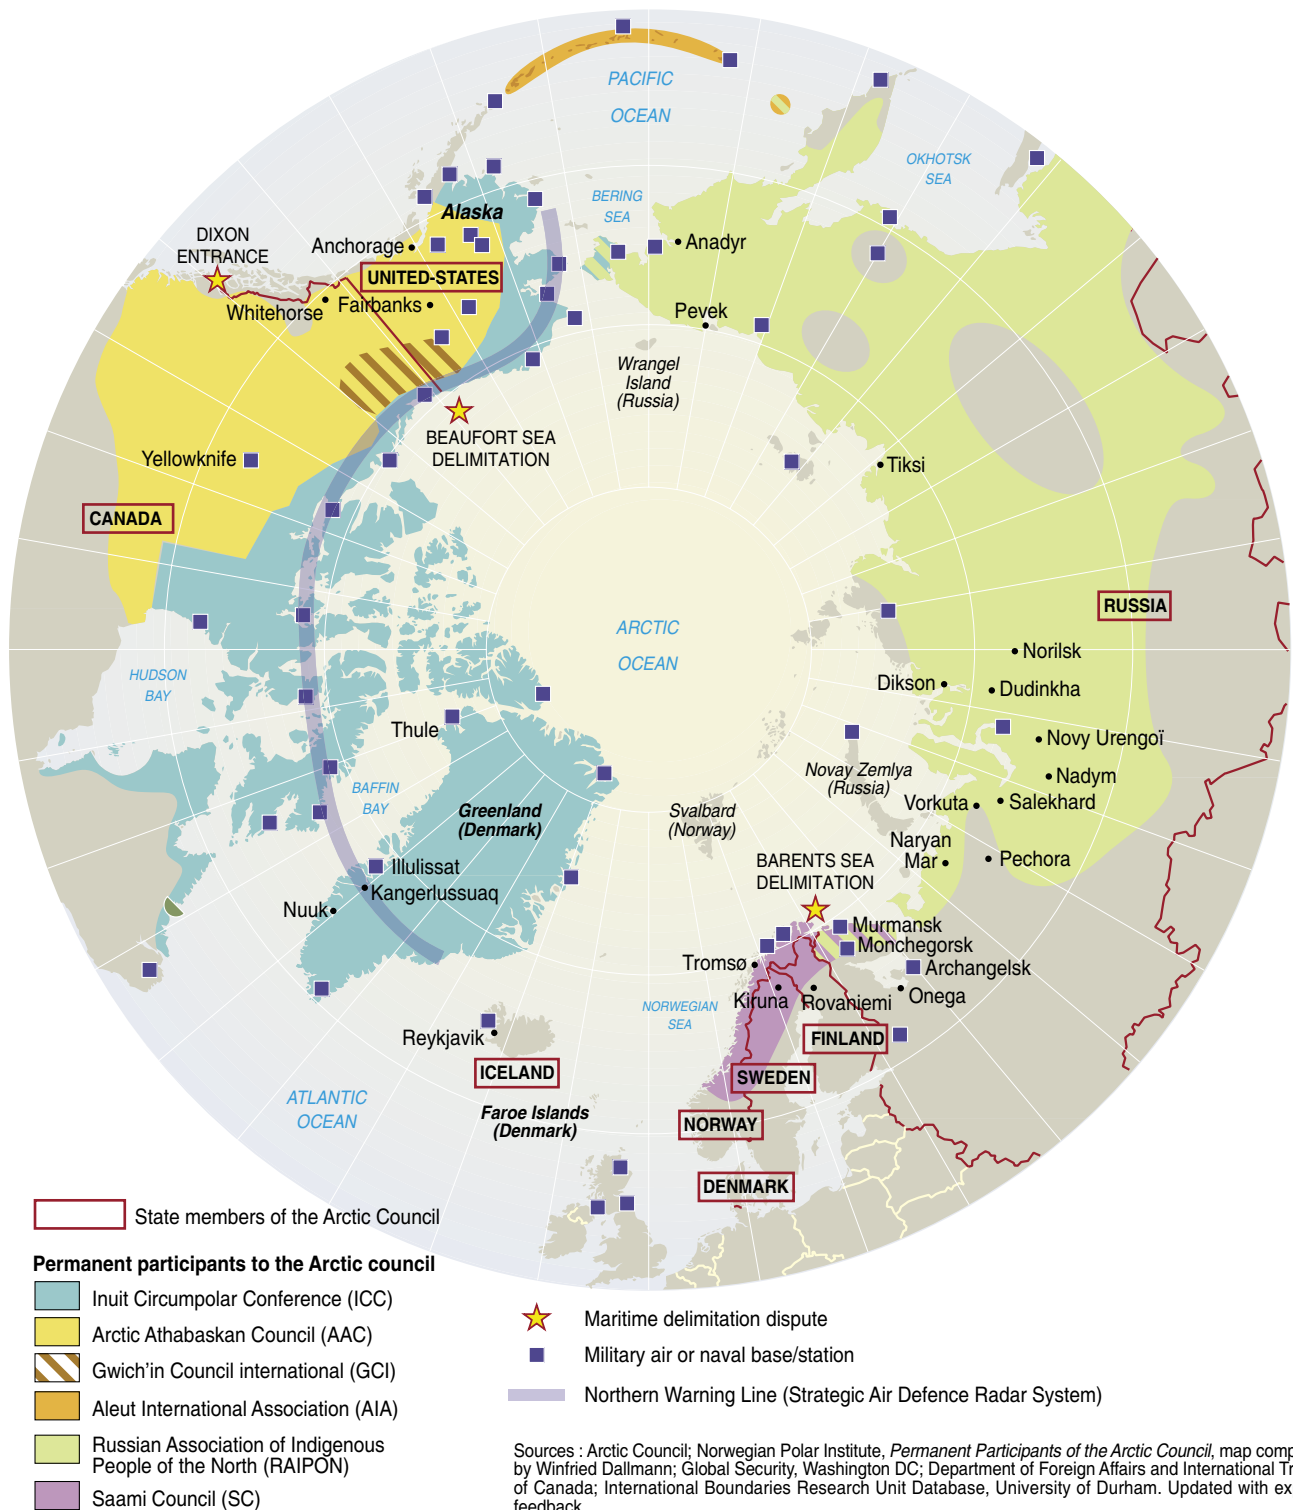 PACIFIC
OCEAN
OKHOTSK
SEA
BERING
SEA
Alaska
DIXON
ENTRANCE
Anchorage
Anadyr
UNITED-STATES
Whitehorse
Fairbanks
Pevek
Wrangel
Island
(Russia)
BEAUFORT SEA
DELIMITATION
Yellowknife
Tiksi
CANADA
RUSSIA
ARCTIC
OCEAN
Norilsk
HUDSON
BAY
Dikson
Dudinkha
Thule
Novy Urengoï
Novay Zemlya
(Russia)
Nadym
BAFFIN
BAY
Vorkuta
Salekhard
Greenland
(Denmark)
Svalbard
(Norway)
Naryan
Mar
Pechora
BARENTS SEA
DELIMITATION
Illulissat
Kangerlussuaq
Nuuk
Murmansk
Monchegorsk
Tromsø
Archangelsk
Kiruna
Rovaniemi
Onega
NORWEGIAN
SEA
Reykjavik
FINLAND
ICELAND
SWEDEN
ATLANTIC
OCEAN
Faroe Islands
(Denmark)
NORWAY
DENMARK
State members of the Arctic Council
Permanent participants to the Arctic council
Inuit Circumpolar Conference (ICC)
Arctic Athabaskan Council (AAC)
Gwich'in Council international (GCI)
Aleut International Association (AIA)
Russian Association of Indigenous
People of the North (RAIPON)
Saami Council (SC)
Maritime delimitation dispute
Military air or naval base/station
Northern Warning Line (Strategic Air Defence Radar System)
Sources : Arctic Council; Norwegian Polar Institute, Permanent Participants of the Arctic Council, map
by Winfried Dallmann; Global Security, Washington DC; Department of Foreign Affairs and International
of Canada; International Boundaries Research Unit Database, University of Durham. Updated with
feedback